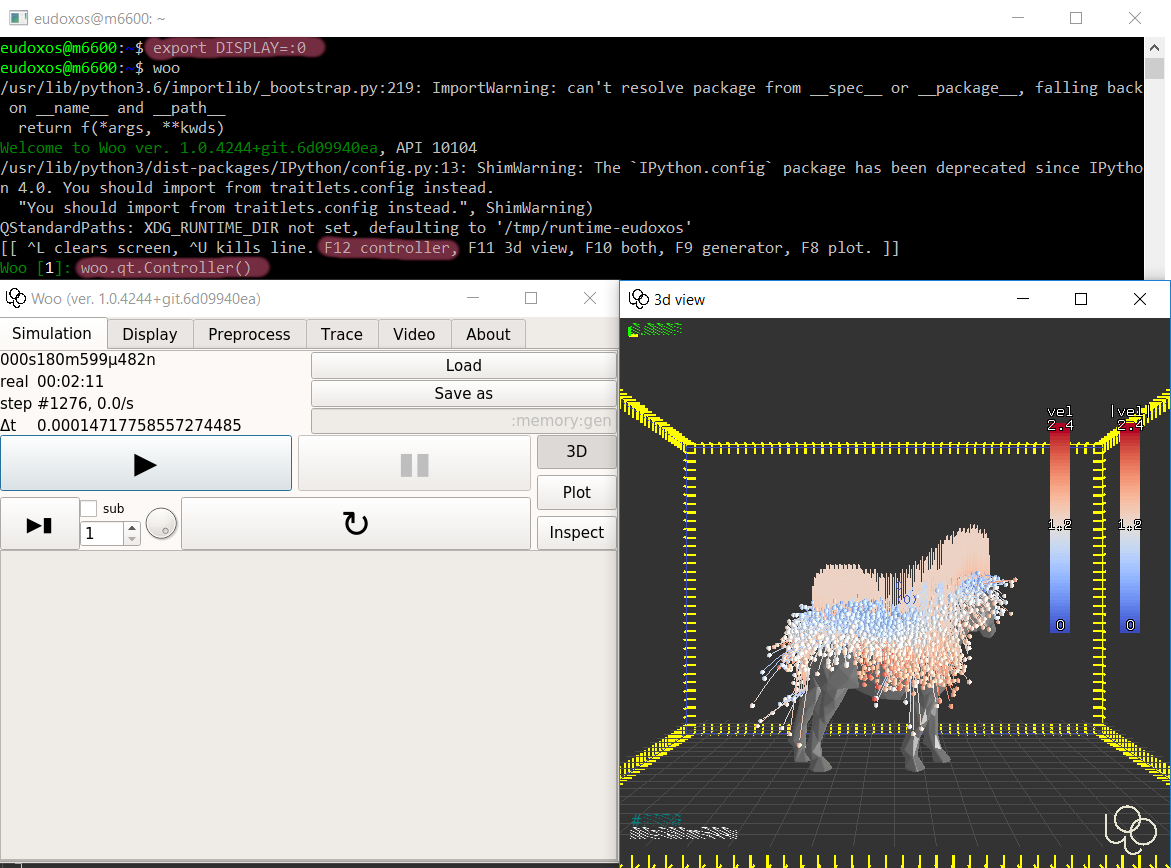 eudoxos@m6600: ~
eudoxos@m6600:~$ export DISPLAY=:0
eudoxos@m6600:~$ woo
/usr/lib/python3.6/importlib/_bootstrap.py:219: ImportWarning: can't resolve package from __spec__ or __package__, falling back
 on __name__ and __path__
  return f(*args, **kwds)
Welcome to Woo ver. 1.0.4244+git.6d09940ea, API 10104
/usr/lib/python3/dist-packages/IPython/config.py:13: ShimWarning: The `IPython.config` package has been deprecated since IPytho
n 4.0. You should import from traitlets.config instead.
  "You should import from traitlets.config instead.", ShimWarning)
QStandardPaths: XDG_RUNTIME_DIR not set, defaulting to '/tmp/runtime-eudoxos'
[[ ^L clears screen, ^U kills line. F12 controller, F11 3d view, F10 both, F9 generator, F8 plot. ]]
Woo [1]: woo.qt.Controller()
Woo (ver. 1.0.4244+git.6d09940ea)
Simulation Display Preprocess Trace Video About
000s180m599µ482n
real 00:02:11
step #1276, 0.0/s
Δt 0.00014717758557274485
Load
Save as
:memory:gen
3D
Plot
Inspect
sub
1
3d view
vel |vel|
2.4 2.4
1.2 1.2
0 0